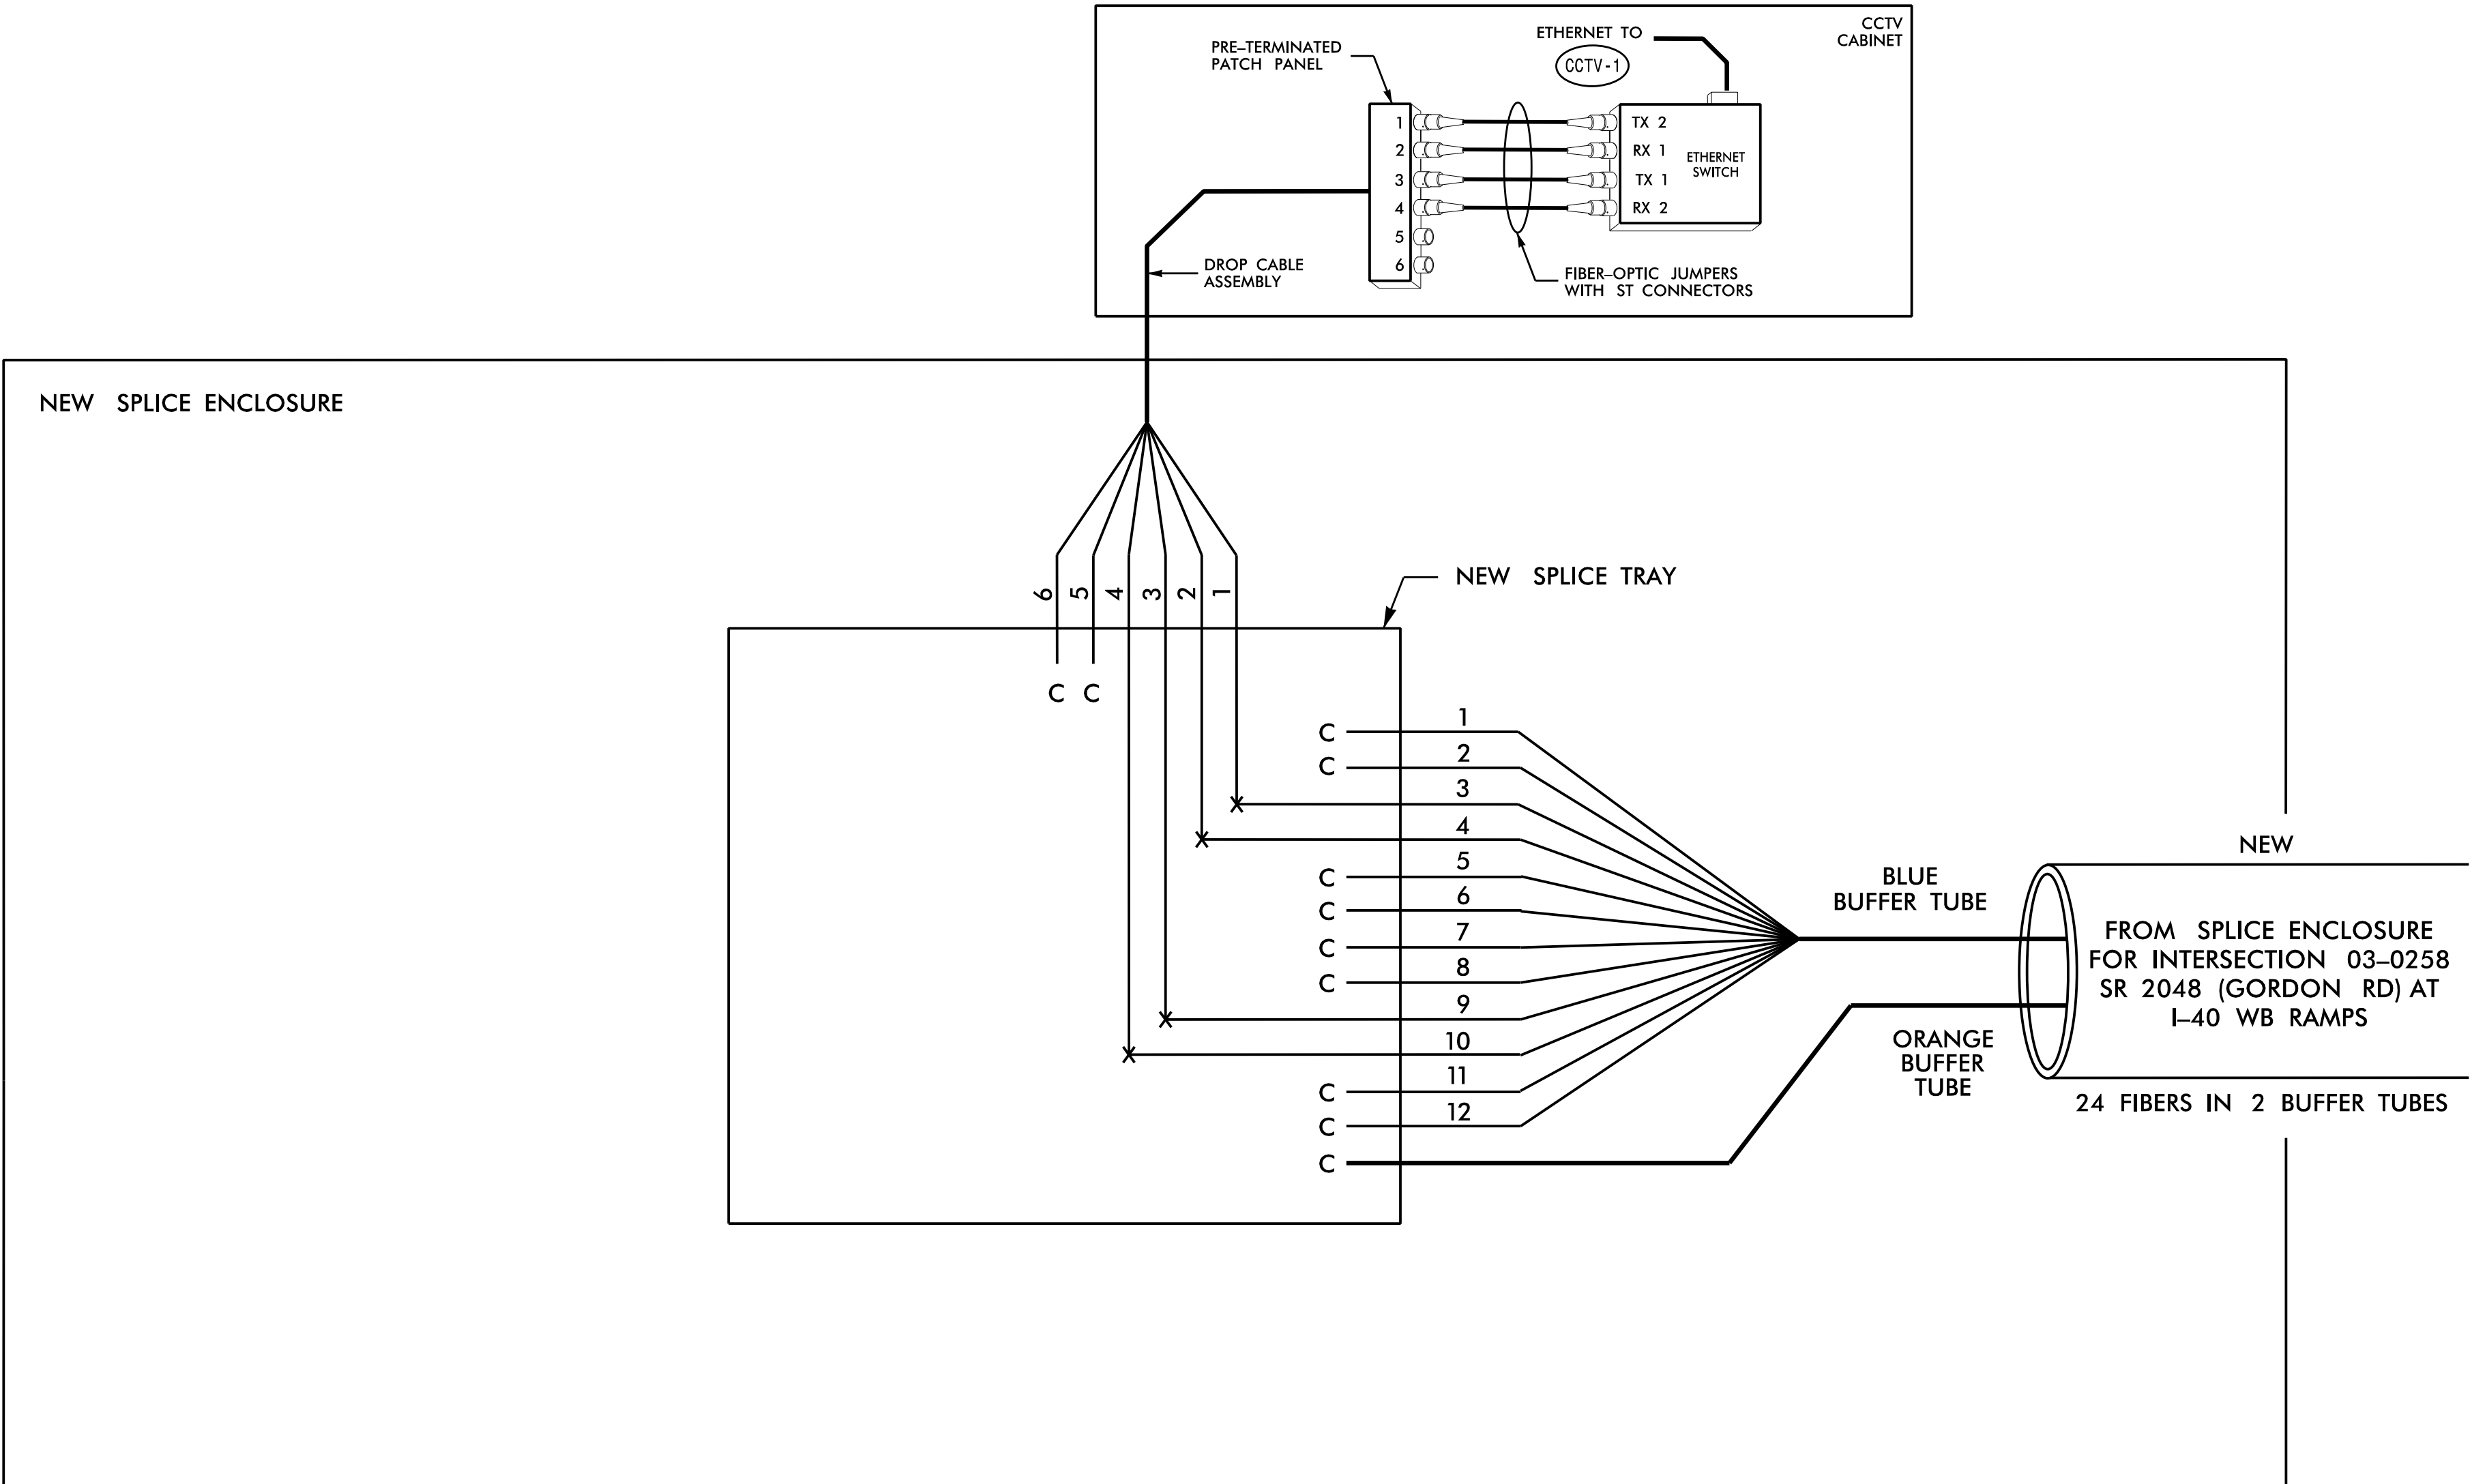 CCTV
CABINET
ETHERNET TO
CCTV-1
PRE-TERMINATED
PATCH PANEL
1
2
3
4
5
6
TX 2
RX 1
TX 1
RX 2
ETHERNET
SWITCH
DROP CABLE
ASSEMBLY
FIBER-OPTIC JUMPERS
WITH ST CONNECTORS
NEW SPLICE ENCLOSURE
6 5 4 3 2 1
NEW SPLICE TRAY
C C
C 1
C 2
3
4
C 5
C 6
C 7
C 8
9
10
C 11
C 12
C
BLUE
BUFFER TUBE
ORANGE
BUFFER
TUBE
NEW
FROM SPLICE ENCLOSURE
FOR INTERSECTION 03-0258
SR 2048 (GORDON RD) AT
I-40 WB RAMPS
24 FIBERS IN 2 BUFFER TUBES